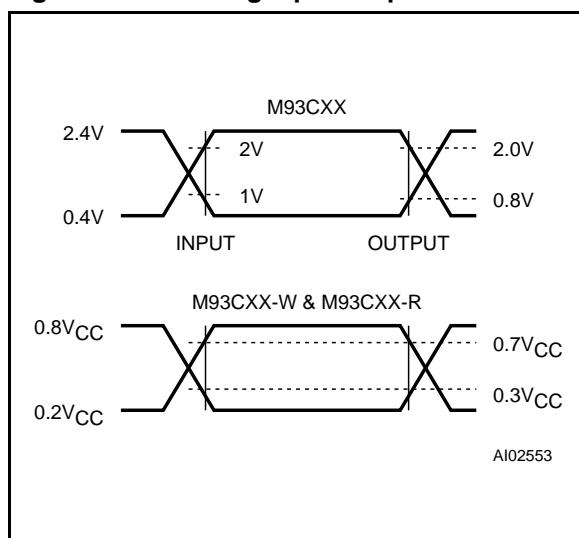 M93CXX
2.4V
2V
2.0V
1V
0.8V
0.4V
INPUT OUTPUT
M93CXX-W & M93CXX-R
0.8VCC
0.7VCC
0.3VCC
0.2VCC
AI02553